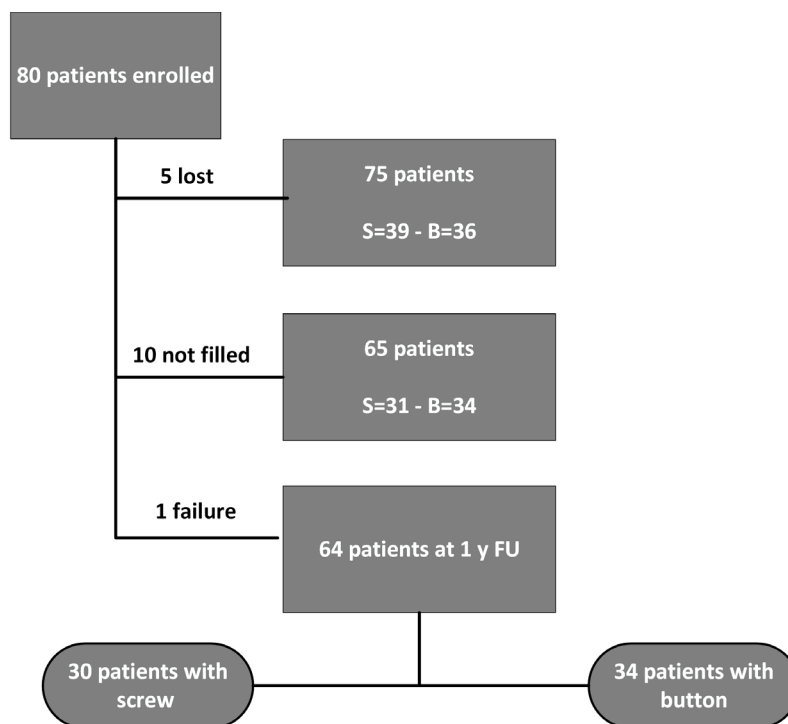 80 patients enrolled
5 lost
75 patients
S=39 - B=36
10 not filled
65 patients
S=31 - B=34
1 failure
64 patients at 1 y FU
30 patients with
screw
34 patients with
button